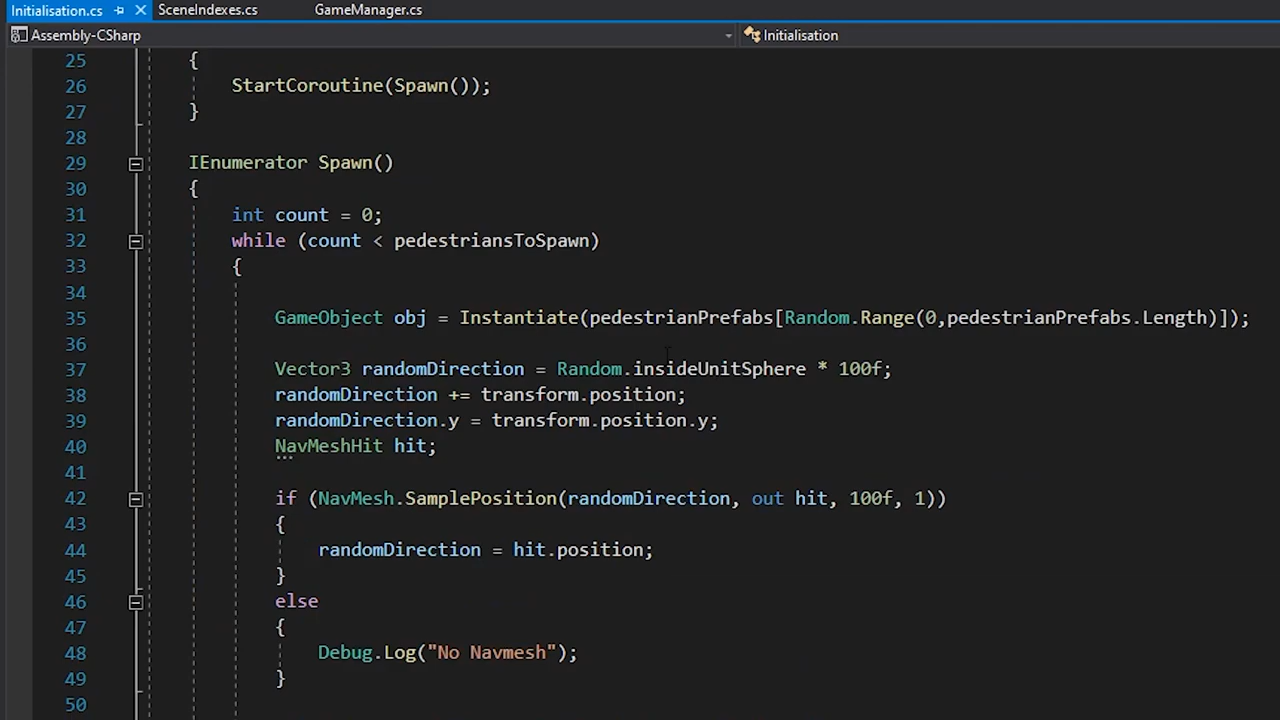 Initialisation.cs SceneIndexes.cs GameManager.cs
Assembly-CSharp Initialisation
25 {
26 StartCoroutine(Spawn());
27 }
28
29 IEnumerator Spawn()
30 {
31 int count = 0;
32 while (count < pedestriansToSpawn)
33 {
34
35 GameObject obj = Instantiate(pedestrianPrefabs[Random.Range(0,pedestrianPrefabs.Length)]);
36
37 Vector3 randomDirection = Random.insideUnitSphere * 100f;
38 randomDirection += transform.position;
39 randomDirection.y = transform.position.y;
40 NavMeshHit hit;
41
42 if (NavMesh.SamplePosition(randomDirection, out hit, 100f, 1))
43 {
44 randomDirection = hit.position;
45 }
46 else
47 {
48 Debug.Log("No Navmesh");
49 }
50